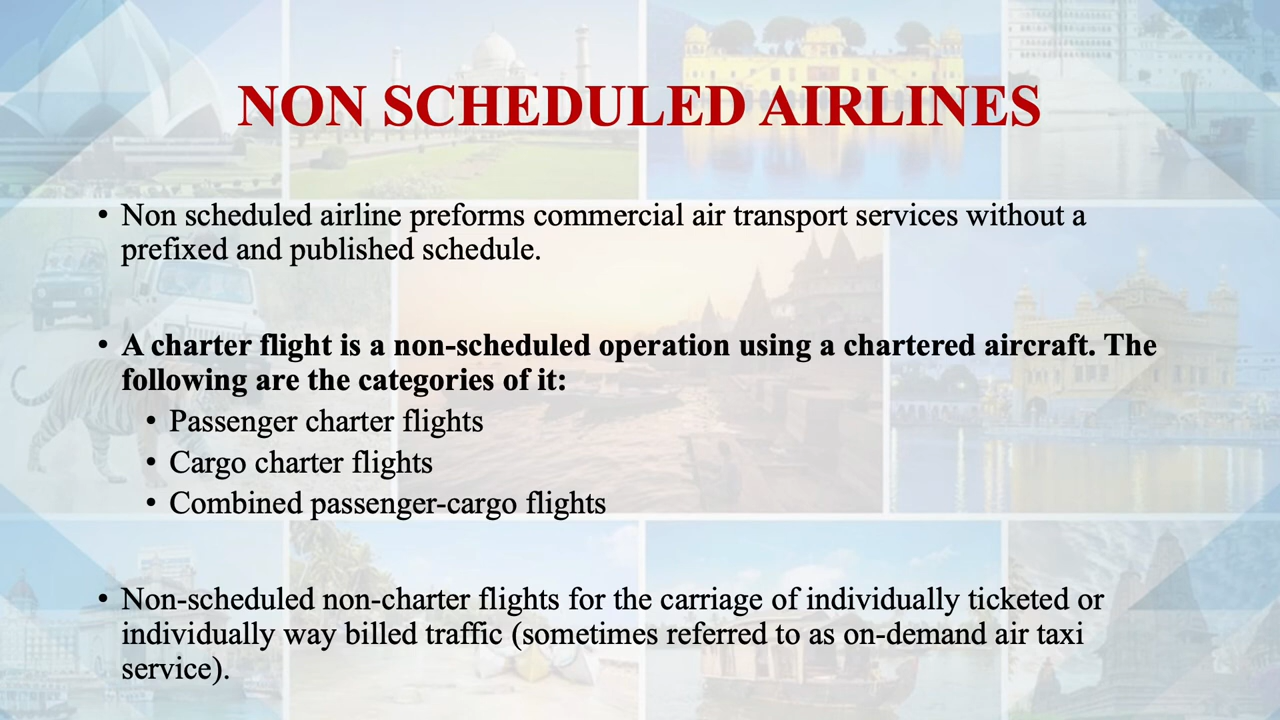 NON SCHEDULED AIRLINES
• Non scheduled airline preforms commercial air transport services without a
prefixed and published schedule.
• A charter flight is a non-scheduled operation using a chartered aircraft. The
following are the categories of it:
• Passenger charter flights
• Cargo charter flights
• Combined passenger-cargo flights
• Non-scheduled non-charter flights for the carriage of individually ticketed or
individually way billed traffic (sometimes referred to as on-demand air taxi
service).